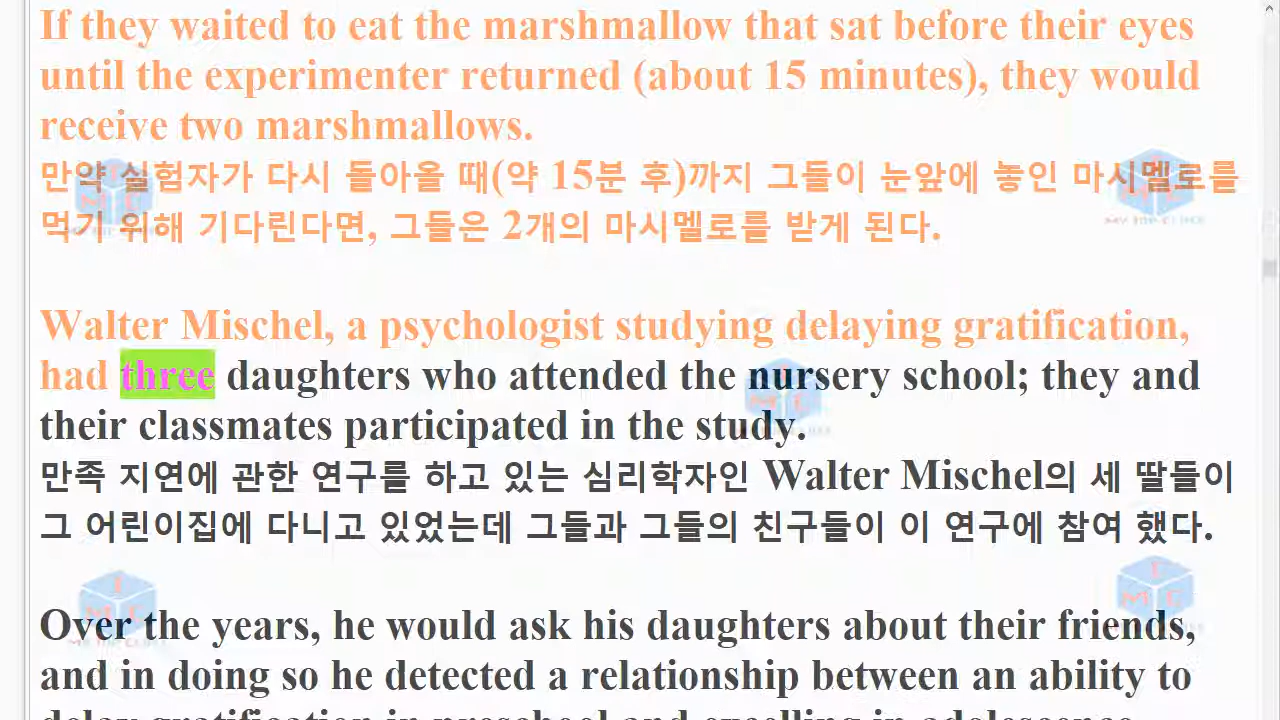 If they waited to eat the marshmallow that sat before their eyes
until the experimenter returned (about 15 minutes), they would
receive two marshmallows.
만약 실험자가 다시 돌아올 때(약 15분 후)까지 그들이 눈앞에 놓인 마시멜로를
먹기 위해 기다린다면, 그들은 2개의 마시멜로를 받게 된다.
Walter Mischel, a psychologist studying delaying gratification,
had three daughters who attended the nursery school; they and
their classmates participated in the study.
만족 지연에 관한 연구를 하고 있는 심리학자인 Walter Mischel의 세 딸들이
그 어린이집에 다니고 있었는데 그들과 그들의 친구들이 이 연구에 참여 했다.
Over the years, he would ask his daughters about their friends,
and in doing so he detected a relationship between an ability to
delay gratification in preschool and excelling in adolescence